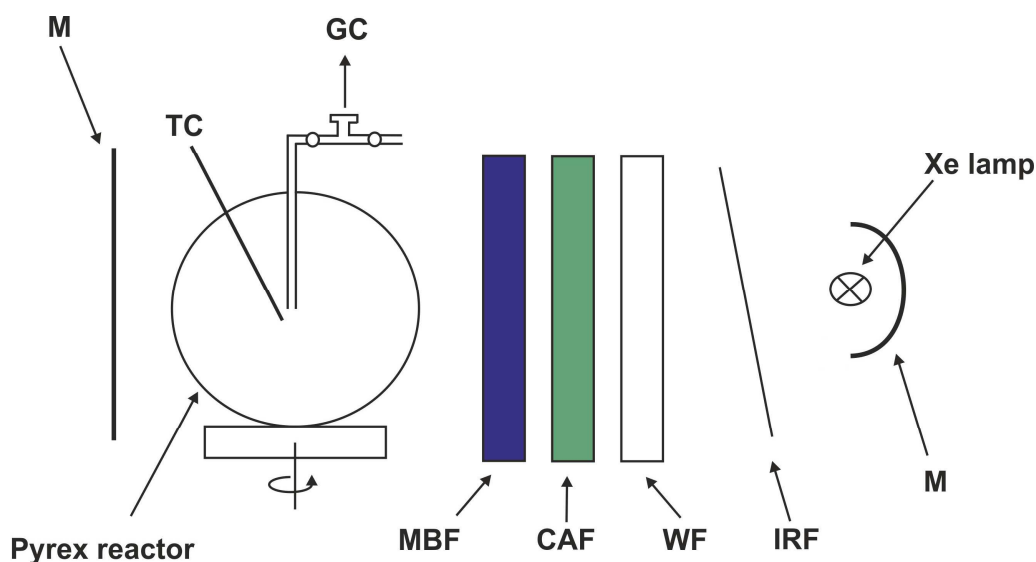 M
GC
TC
Xe lamp
M
MBF
CAF
WF
IRF
Pyrex reactor